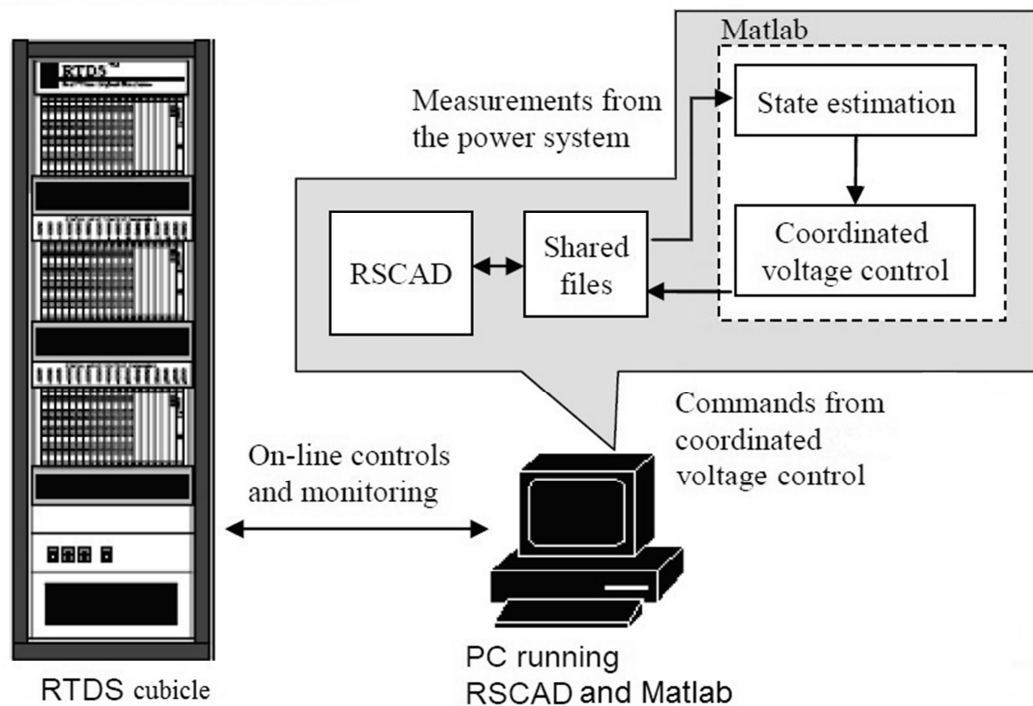 RTDS™
Matlab
Measurements from
the power system
State estimation
Coordinated
voltage control
RSCAD
Shared
files
Commands from
coordinated
voltage control
On-line controls
and monitoring
PC running
RSCAD and Matlab
RTDS cubicle